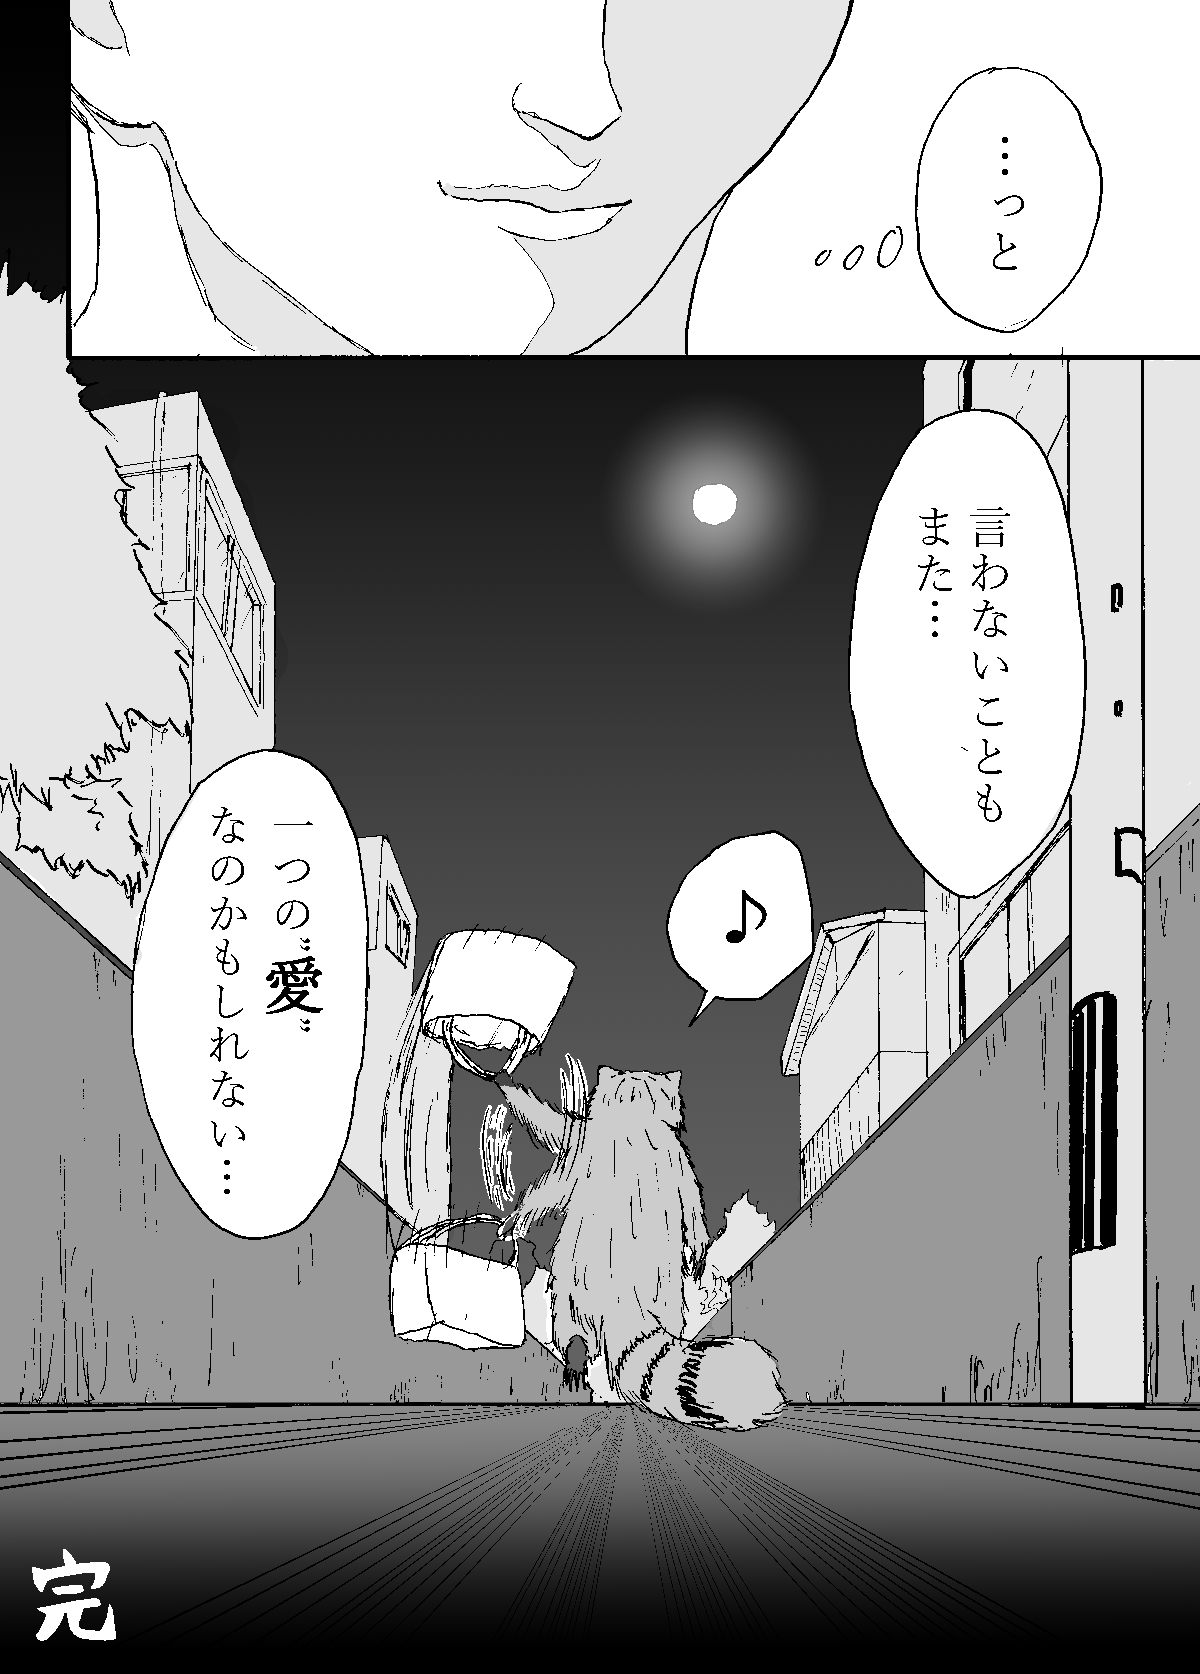 …っと
言わないことも
また…
♪
一つの”愛”
なのかもしれない…
完